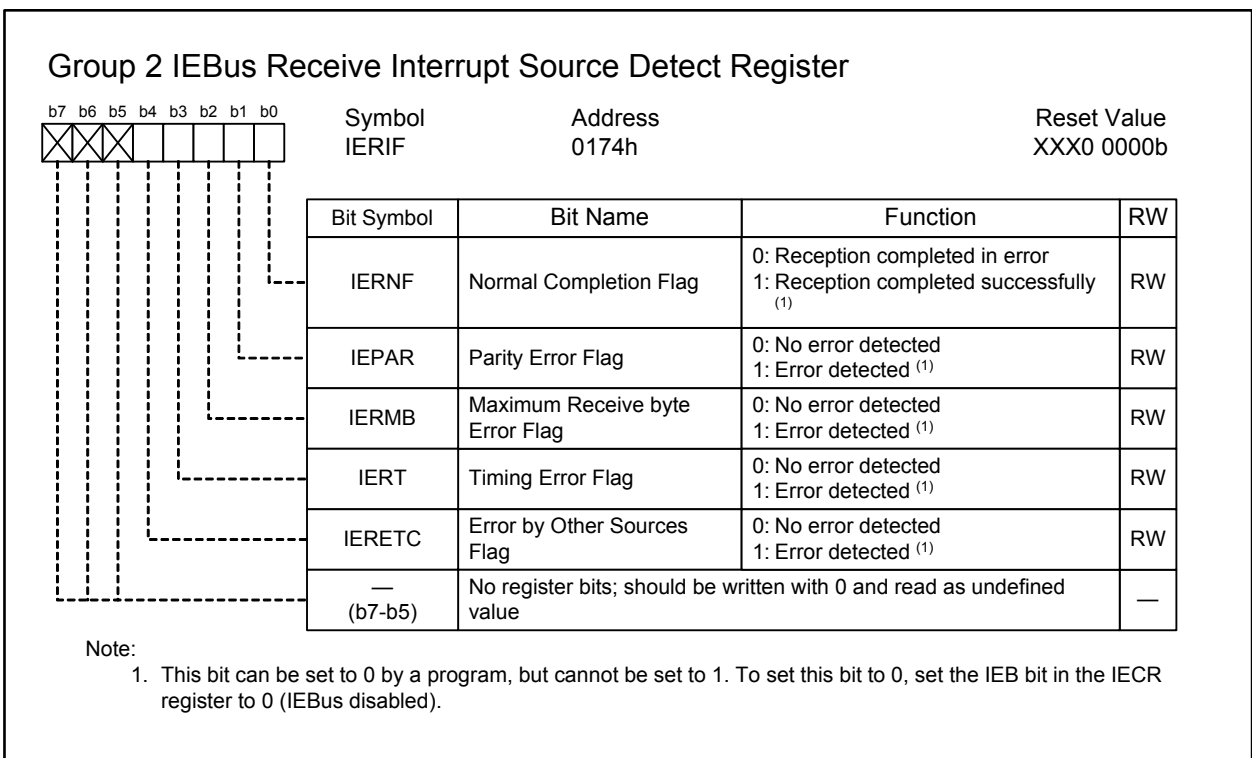 Group 2 IEBus Receive Interrupt Source Detect Register
b7 b6 b5 b4 b3 b2 b1 b0
Symbol Address Reset Value
IERIF 0174h XXX0 0000b
Bit Symbol Bit Name Function RW
IERNF Normal Completion Flag 0: Reception completed in error
1: Reception completed successfully
(1) RW
IEPAR Parity Error Flag 0: No error detected
1: Error detected (1) RW
IERMB Maximum Receive byte
Error Flag 0: No error detected
1: Error detected (1) RW
IERT Timing Error Flag 0: No error detected
1: Error detected (1) RW
IERETC Error by Other Sources
Flag 0: No error detected
1: Error detected (1) RW
—
(b7-b5) No register bits; should be written with 0 and read as undefined
value —
Note:
1. This bit can be set to 0 by a program, but cannot be set to 1. To set this bit to 0, set the IEB bit in the IECR
register to 0 (IEBus disabled).